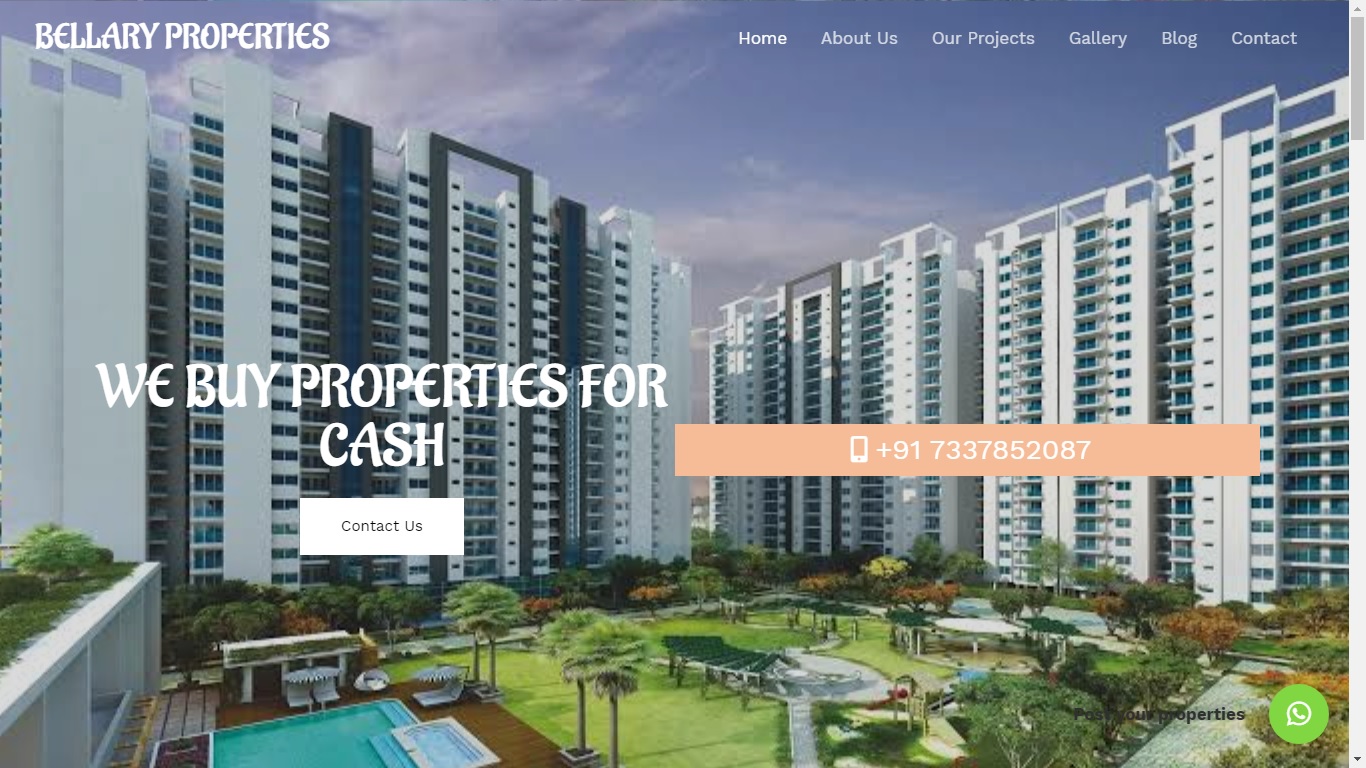 BELLARY PROPERTIES
Home
About Us
Our Projects
Gallery
Blog
Contact
WE BUY PROPERTIES FOR
CASH
+91 7337852087
Contact Us
Post your properties